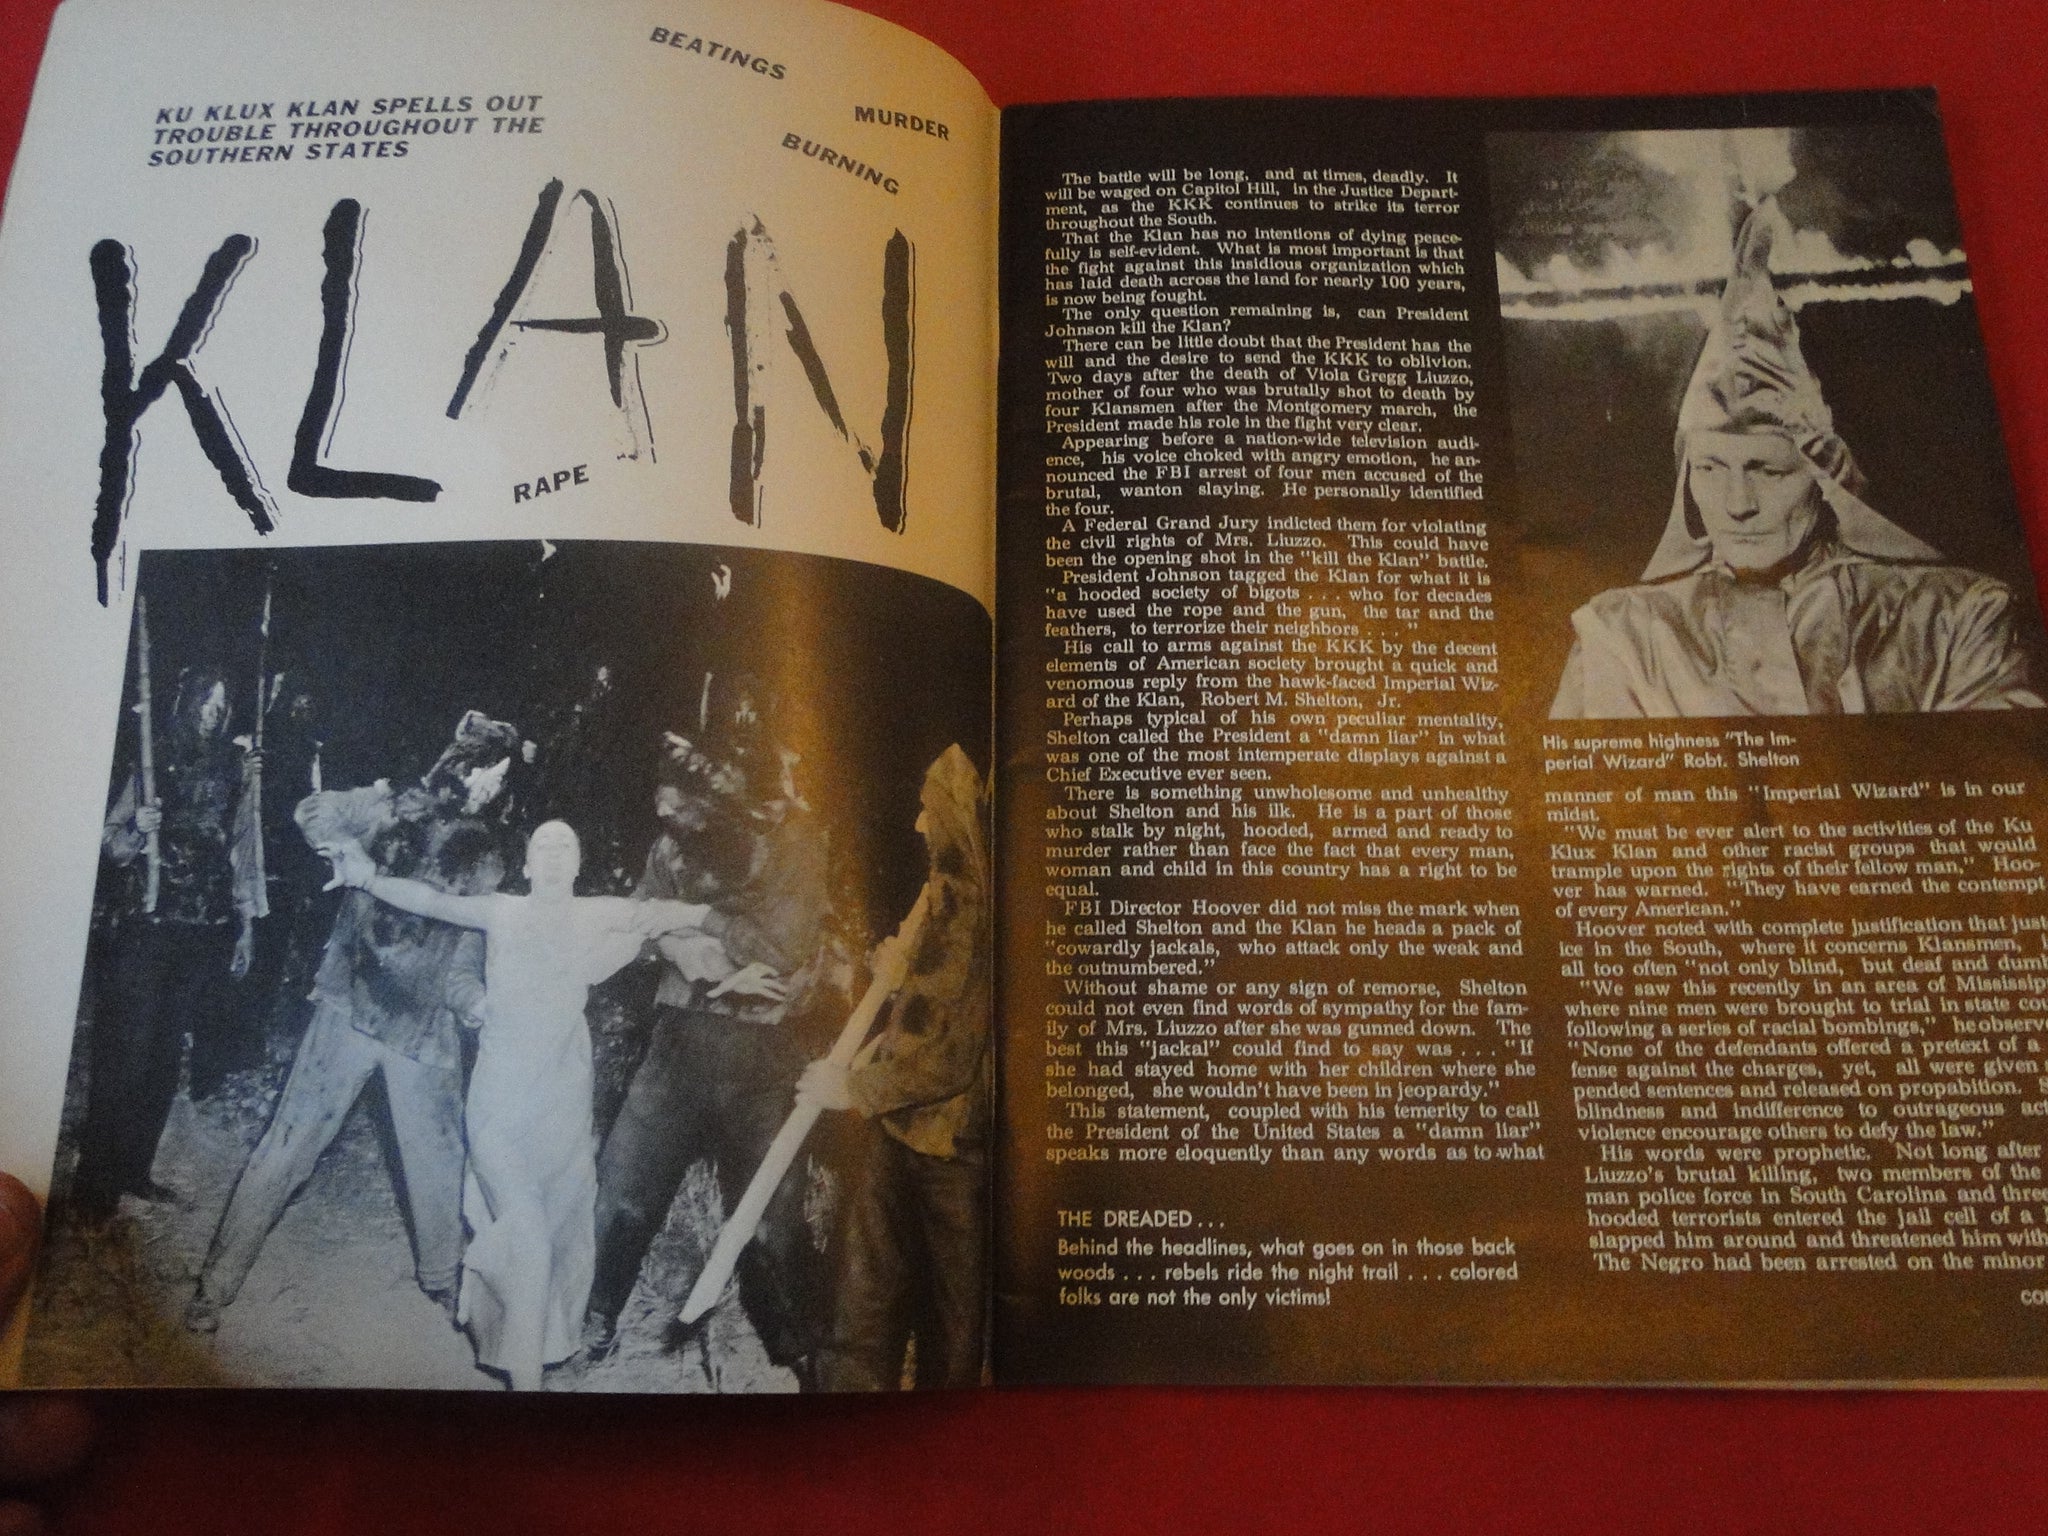 BEATINGS
MURDER
BURNING
KU KLUX KLAN SPELLS OUT
TROUBLE THROUGHOUT THE
SOUTHERN STATES
KLAN
RAPE
The battle will be long, and at times, deadly. It
will be waged on Capitol Hill, in the Justice Depart-
ment, as the KKK continues to strike its terror
throughout the South.
That the Klan has no intentions of dying peace-
fully is self-evident. What is most important is that
the fight against this insidious organization which
has laid death across the land for nearly 100 years,
is now being fought.
The only question remaining is, can President
Johnson kill the Klan?
There can be little doubt that the President has the
will and the desire to send the KKK to oblivion.
Two days after the death of Viola Gregg Liuzzo,
mother of four who was brutally shot to death by
four Klansmen after the Montgomery march, the
President made his role in the fight very clear.
Appearing before a nation-wide television audi-
ence, his voice choked with angry emotion, he an-
nounced the FBI arrest of four men accused of the
brutal, wanton slaying. He personally identified
the four.
A Federal Grand Jury indicted them for violating
the civil rights of Mrs. Liuzzo. This could have
been the opening shot in the "kill the Klan" battle.
President Johnson tagged the Klan for what it is
"a hooded society of bigots . . . who for decades
have used the rope and the gun, the tar and the
feathers, to terrorize their neighbors . . . "
His call to arms against the KKK by the decent
elements of American society brought a quick and
venomous reply from the hawk-faced Imperial Wiz-
ard of the Klan, Robert M. Shelton, Jr.
Perhaps typical of his own peculiar mentality,
Shelton called the President a "damn liar" in what
was one of the most intemperate displays against a
Chief Executive ever seen.
There is something unwholesome and unhealthy
about Shelton and his ilk. He is a part of those
who stalk by night, hooded, armed and ready to
murder rather than face the fact that every man,
woman and child in this country has a right to be
equal.
FBI Director Hoover did not miss the mark when
he called Shelton and the Klan he heads a pack of
"cowardly jackals, who attack only the weak and
the outnumbered."
Without shame or any sign of remorse, Shelton
could not even find words of sympathy for the fam-
ily of Mrs. Liuzzo after she was gunned down. The
best this "jackal" could find to say was . . . "If
she had stayed home with her children where she
belonged, she wouldn't have been in jeopardy."
This statement, coupled with his temerity to call
the President of the United States a "damn liar"
speaks more eloquently than any words as to what
THE DREADED...
Behind the headlines, what goes on in those back
woods . . . rebels ride the night trail . . . colored
folks are not the only victims!
His supreme highness "The Im-
perial Wizard" Robt. Shelton
manner of man this "Imperial Wizard" is in our
midst.
"We must be ever alert to the activities of the Ku
Klux Klan and other racist groups that would
trample upon the rights of their fellow man," Hoo-
ver has warned. "They have earned the contempt
of every American."
Hoover noted with complete justification that just-
ice in the South, where it concerns Klansmen,
all too often "not only blind, but deaf and dumb
"We saw this recently in an area of Mississip
where nine men were brought to trial in state cou
following a series of racial bombings," he observe
"None of the defendants offered a pretext of a
fense against the charges, yet, all were given
pended sentences and released on propabition. S
blindness and indifference to outrageous act
violence encourage others to defy the law."
His words were prophetic. Not long after
Liuzzo's brutal killing, two members of the
man police force in South Carolina and three
hooded terrorists entered the jail cell of a
slapped him around and threatened him with
The Negro had been arrested on the minor
co